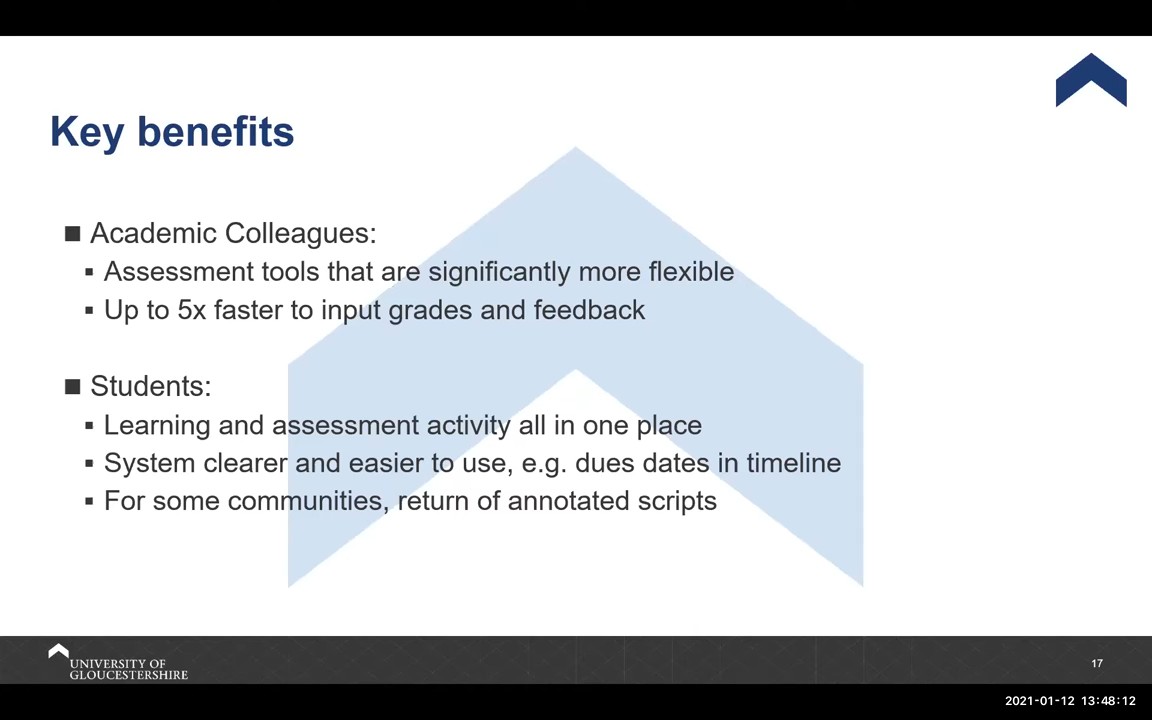 Key benefits
■ Academic Colleagues:
▪ Assessment tools that are significantly more flexible
▪ Up to 5x faster to input grades and feedback
■ Students:
▪ Learning and assessment activity all in one place
▪ System clearer and easier to use, e.g. dues dates in timeline
▪ For some communities, return of annotated scripts
UNIVERSITY OF
GLOUCESTERSHIRE
17
2021-01-12 13:48:12